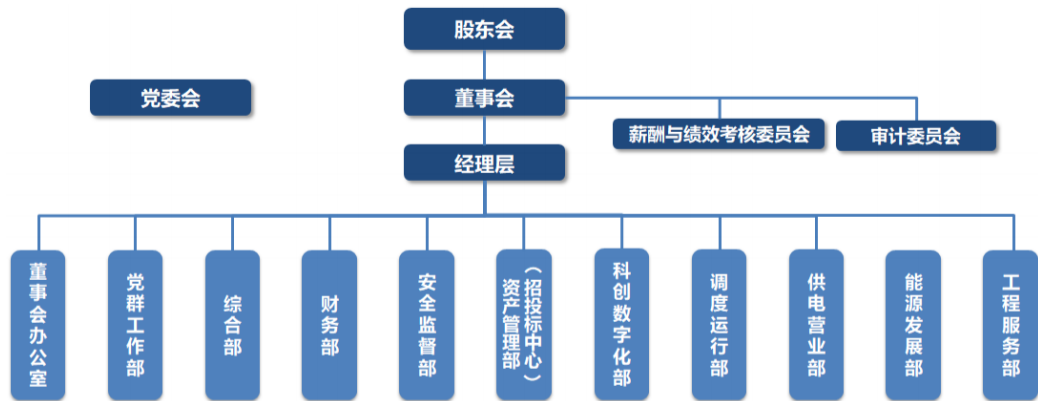 股东会
党委会
董事会
薪酬与绩效考核委员会
审计委员会
经理层
董事会办公室
党群工作部
综合部
财务部
安全监督部
资产管理部
（招投标中心）
科创数字化部
调度运行部
供电营业部
能源发展部
工程服务部